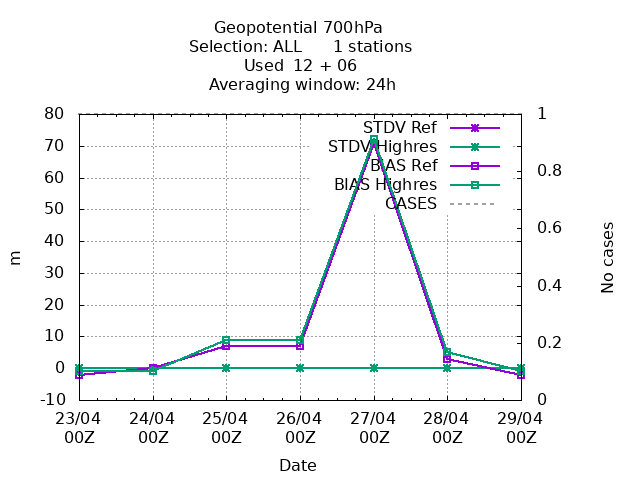 Geopotential 700hPa
Selection: ALL      1 stations
Used  12 + 06
Averaging window: 24h
80
70
60
50
40
30
20
10
0
-10
1
0.8
0.6
0.4
0.2
0
m
No cases
STDV Ref
STDV Highres
BIAS Ref
BIAS Highres
CASES
23/04 24/04 25/04 26/04 27/04 28/04 29/04
00Z 00Z 00Z 00Z 00Z 00Z 00Z
Date